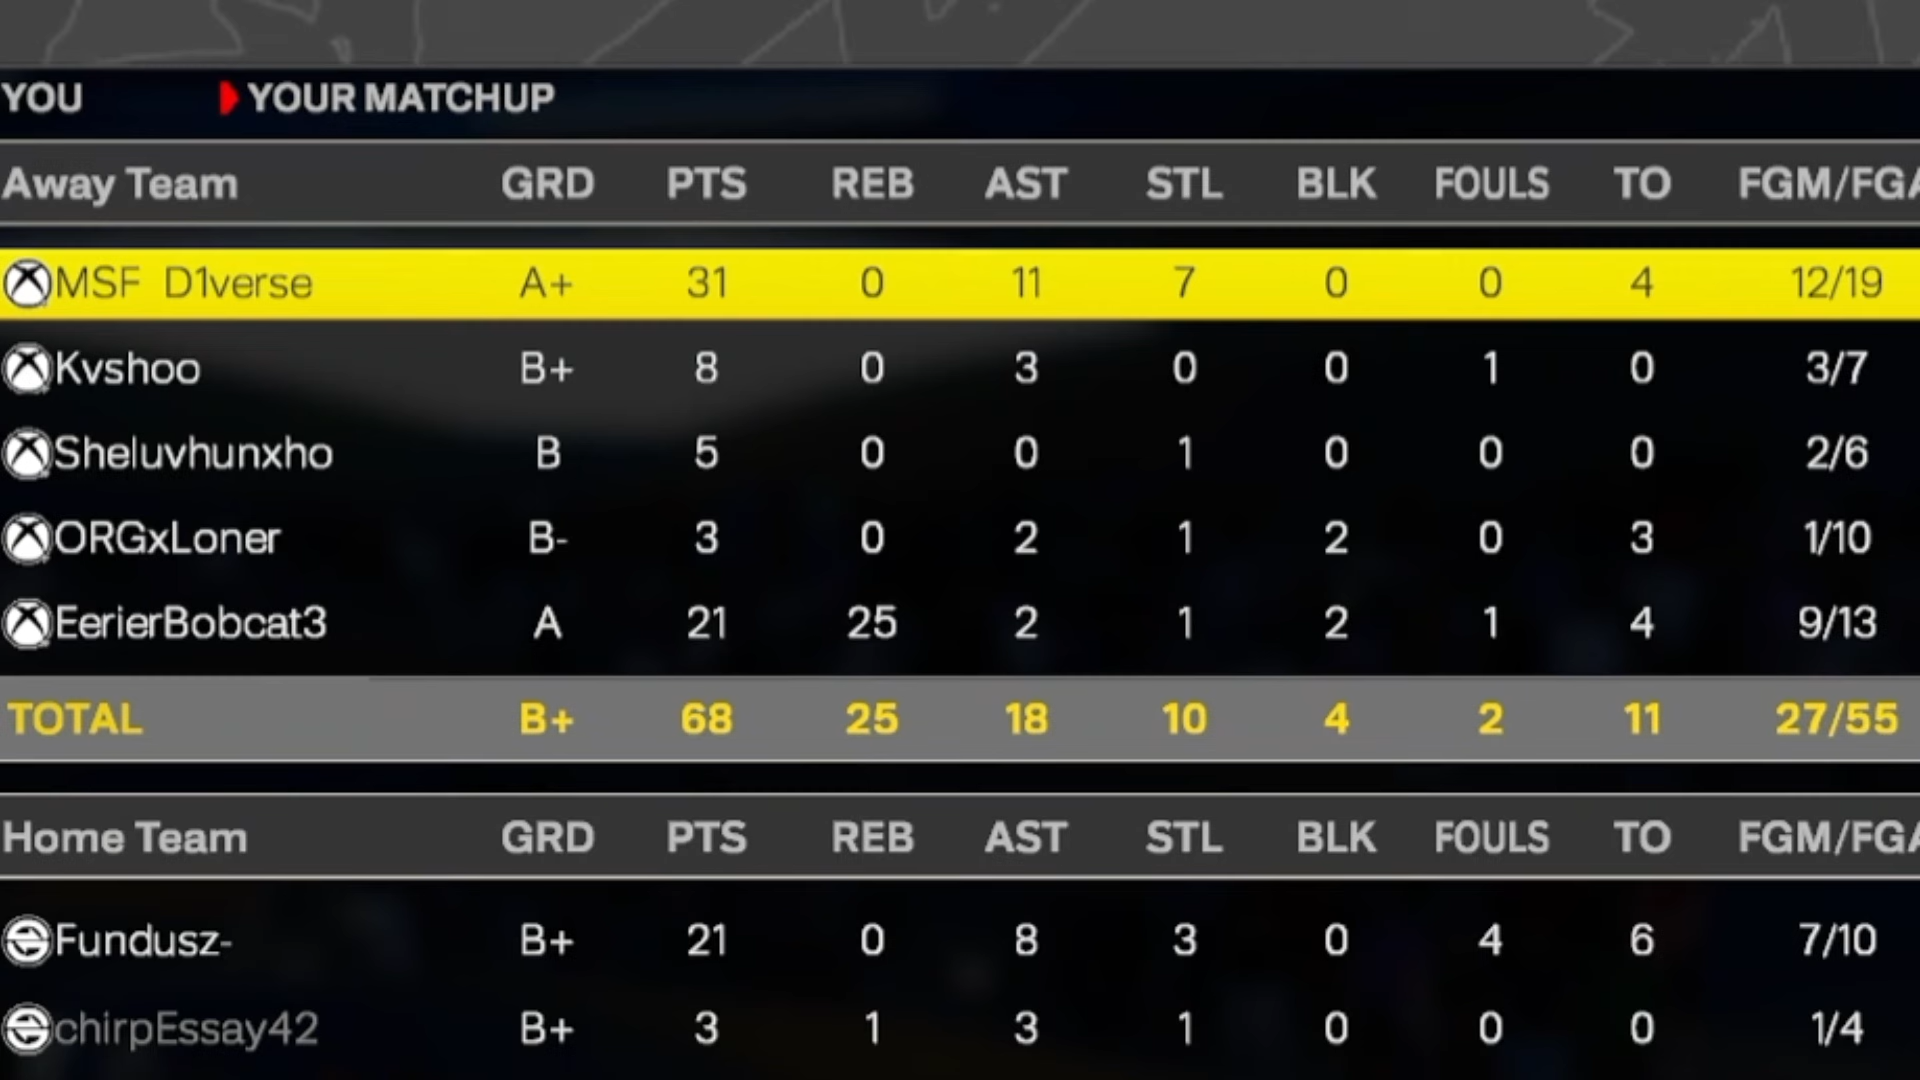 YOU YOUR MATCHUP
Away Team GRD PTS REB AST STL BLK FOULS TO FGM/FGA
MSF D1verse A+ 31 0 11 7 0 0 4 12/19
Kvshoo B+ 8 0 3 0 0 1 0 3/7
Sheluvhunxho B 5 0 0 1 0 0 0 2/6
ORGxLoner B- 3 0 2 1 2 0 3 1/10
EerierBobcat3 A 21 25 2 1 2 1 4 9/13
TOTAL B+ 68 25 18 10 4 2 11 27/55
Home Team GRD PTS REB AST STL BLK FOULS TO FGM/FGA
Fundusz- B+ 21 0 8 3 0 4 6 7/10
chirpEssay42 B+ 3 1 3 1 0 0 0 1/4